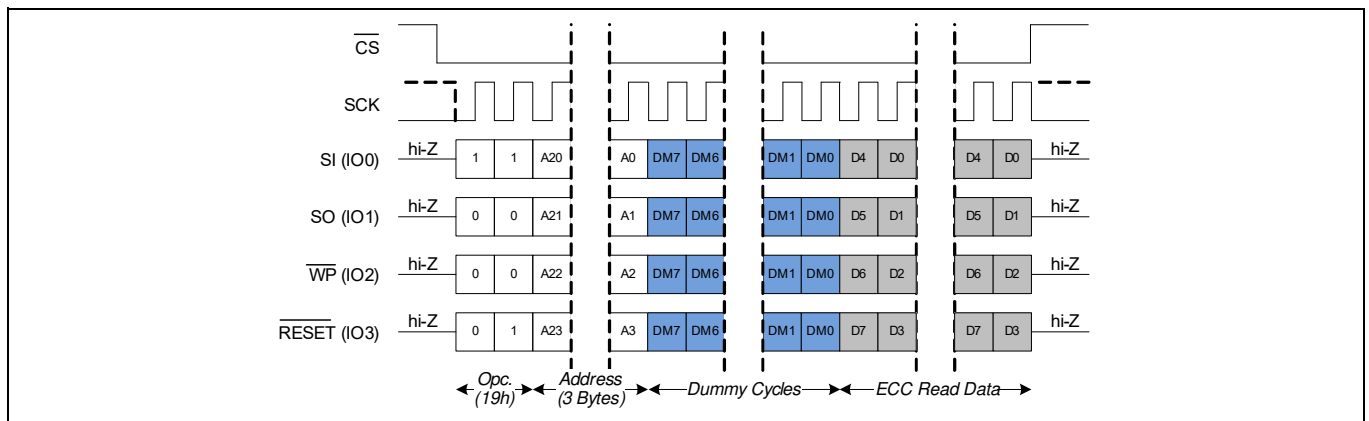 CS
SCK
SI (IO0) hi-Z 1 1 A20 A0 DM7 DM6 DM1 DM0 D4 D0 D4 D0 hi-Z
SO (IO1) hi-Z 0 0 A21 A1 DM7 DM6 DM1 DM0 D5 D1 D5 D1 hi-Z
WP (IO2) hi-Z 0 0 A22 A2 DM7 DM6 DM1 DM0 D6 D2 D6 D2 hi-Z
RESET (IO3) hi-Z 0 1 A23 A3 DM7 DM6 DM1 DM0 D7 D3 D7 D3 hi-Z
Opc. Address Dummy Cycles ECC Read Data
(19h) (3 Bytes)